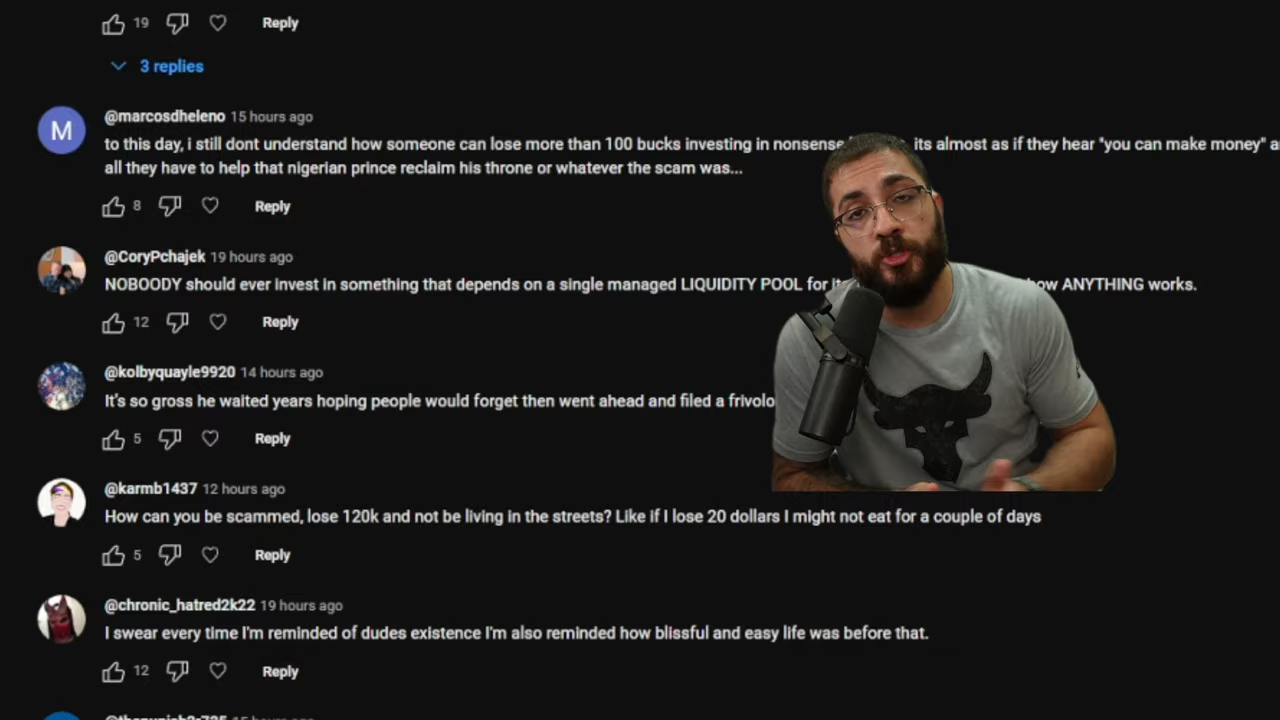 19 Reply
3 replies
M
@marcosdheleno 15 hours ago
to this day, i still dont understand how someone can lose more than 100 bucks investing in nonsense its almost as if they hear "you can make money"
all they have to help that nigerian prince reclaim his throne or whatever the scam was...
8 Reply
@CoryPchajek 19 hours ago
NOBODY should ever invest in something that depends on a single managed LIQUIDITY POOL for ANYTHING works.
12 Reply
@kolbyquayle9920 14 hours ago
It's so gross he waited years hoping people would forget then went ahead and filed a
5 Reply
@karmb1437 12 hours ago
How can you be scammed, lose 120k and not be living in the streets? Like if I lose 20 dollars I might not eat for a couple of days
5 Reply
@chronic_hatred2k22 19 hours ago
I swear every time I'm reminded of dudes existence I'm also reminded how blissful and easy life was before that.
12 Reply